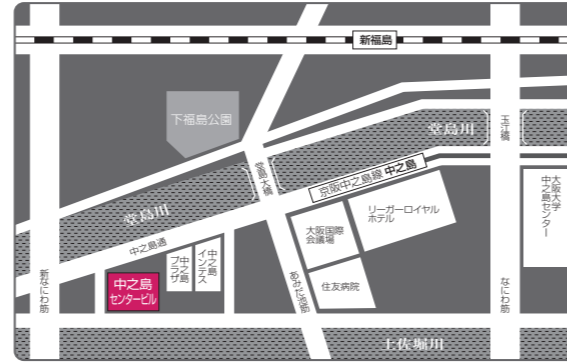 新福島
下福島公園
堂島川
玉江橋
堂島大橋
京阪中之島線 中之島
大阪大学
中之島センター
リーガーロイヤル
ホテル
大阪国際
会議場
堂島川
中之島通
中之島
インテス
中之島
プラザ
中之島
センタービル
住友病院
新なにわ筋
あみだ池筋
なにわ筋
土佐堀川